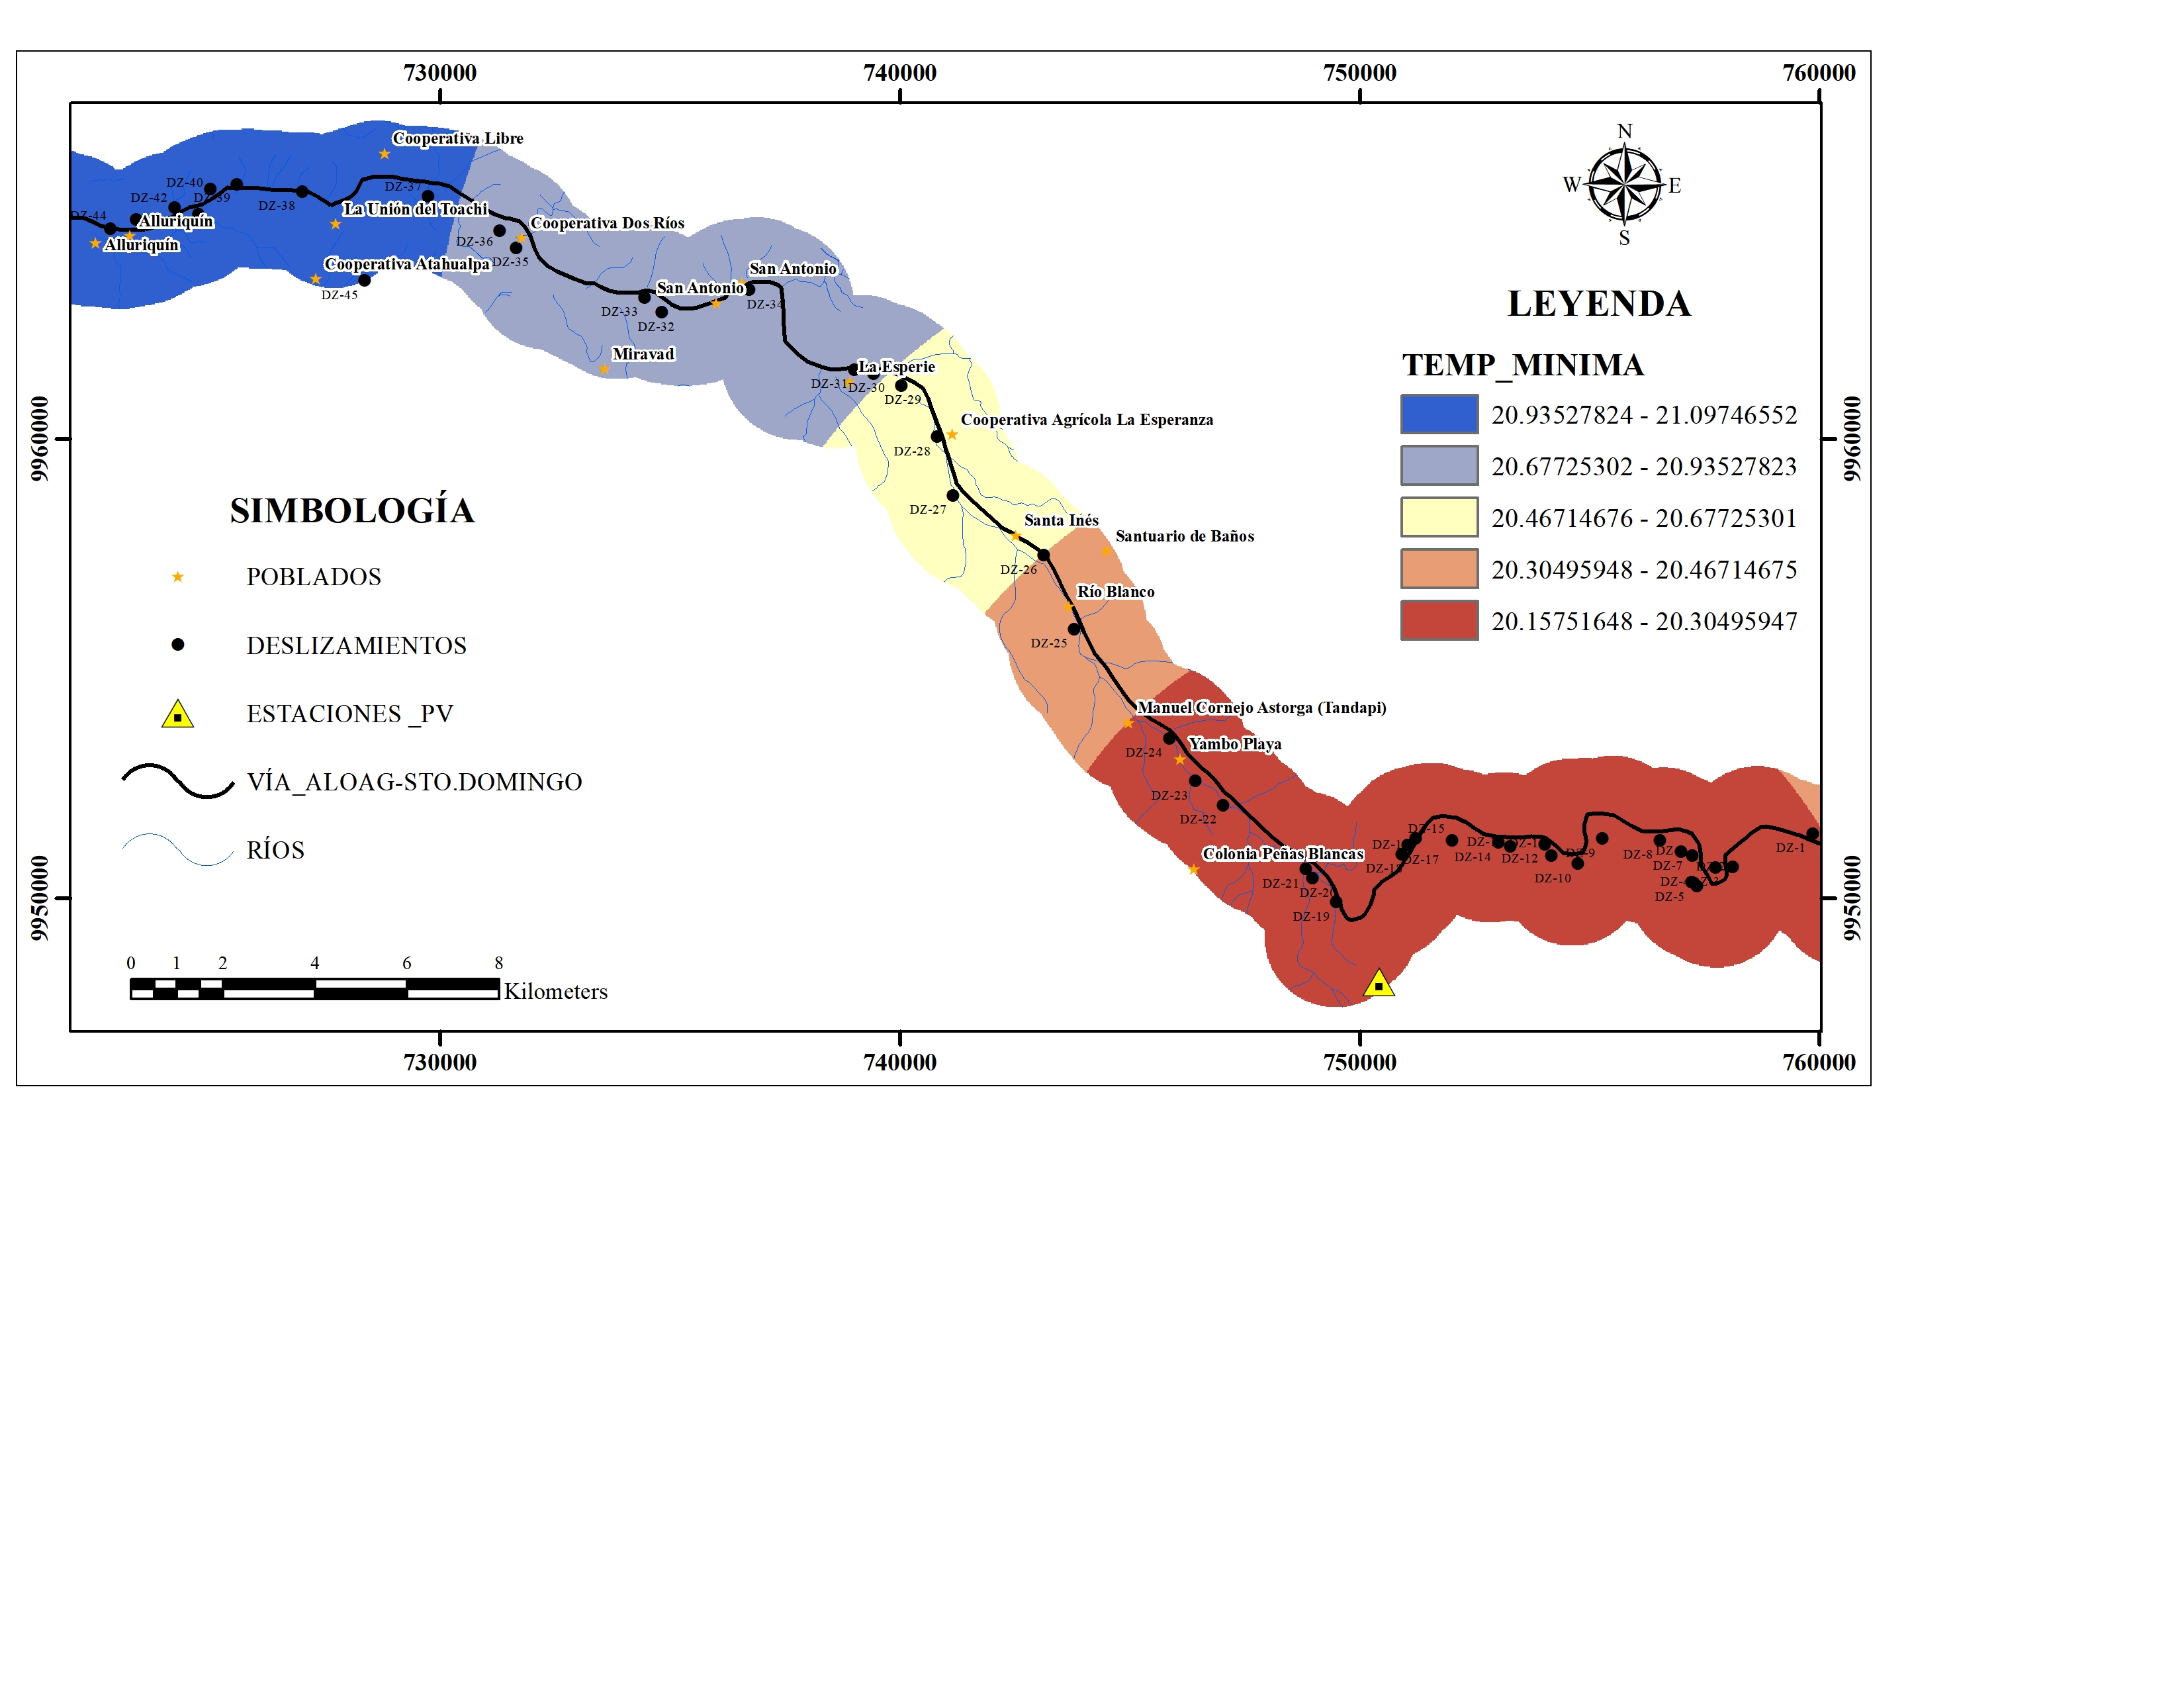 730000
740000
750000
760000
N
W
E
S
Cooperativa Libre
DZ-40
DZ-42
DZ-37
DZ-38
DZ-44
La Unión del Toachi
Alluriquín
Alluriquín
Cooperativa Dos Ríos
DZ-36
DZ-35
Cooperativa Atahualpa
DZ-45
San Antonio
San Antonio
DZ-34
DZ-33
DZ-32
Miravad
La Esperie
DZ-31
DZ-30
DZ-29
Cooperativa Agrícola La Esperanza
DZ-28
DZ-27
Santa Inés
Santuario de Baños
DZ-26
Río Blanco
DZ-25
Manuel Cornejo Astorga (Tandapi)
DZ-24
Yambo Playa
DZ-23
DZ-22
Colonia Peñas Blancas
DZ-21
DZ-20
DZ-19
DZ-15
DZ-17
DZ-18
DZ-14
DZ-12
DZ-10
DZ-8
DZ-7
DZ-5
DZ-1
LEYENDA
TEMP_MINIMA
20.93527824 - 21.09746552
20.67725302 - 20.93527823
20.46714676 - 20.67725301
20.30495948 - 20.46714675
20.15751648 - 20.30495947
SIMBOLOGÍA
POBLADOS
DESLIZAMIENTOS
ESTACIONES _PV
VÍA_ALOAG-STO.DOMINGO
RÍOS
0 1 2 4 6 8
Kilometers
9960000
9950000
9960000
9950000
730000
740000
750000
760000